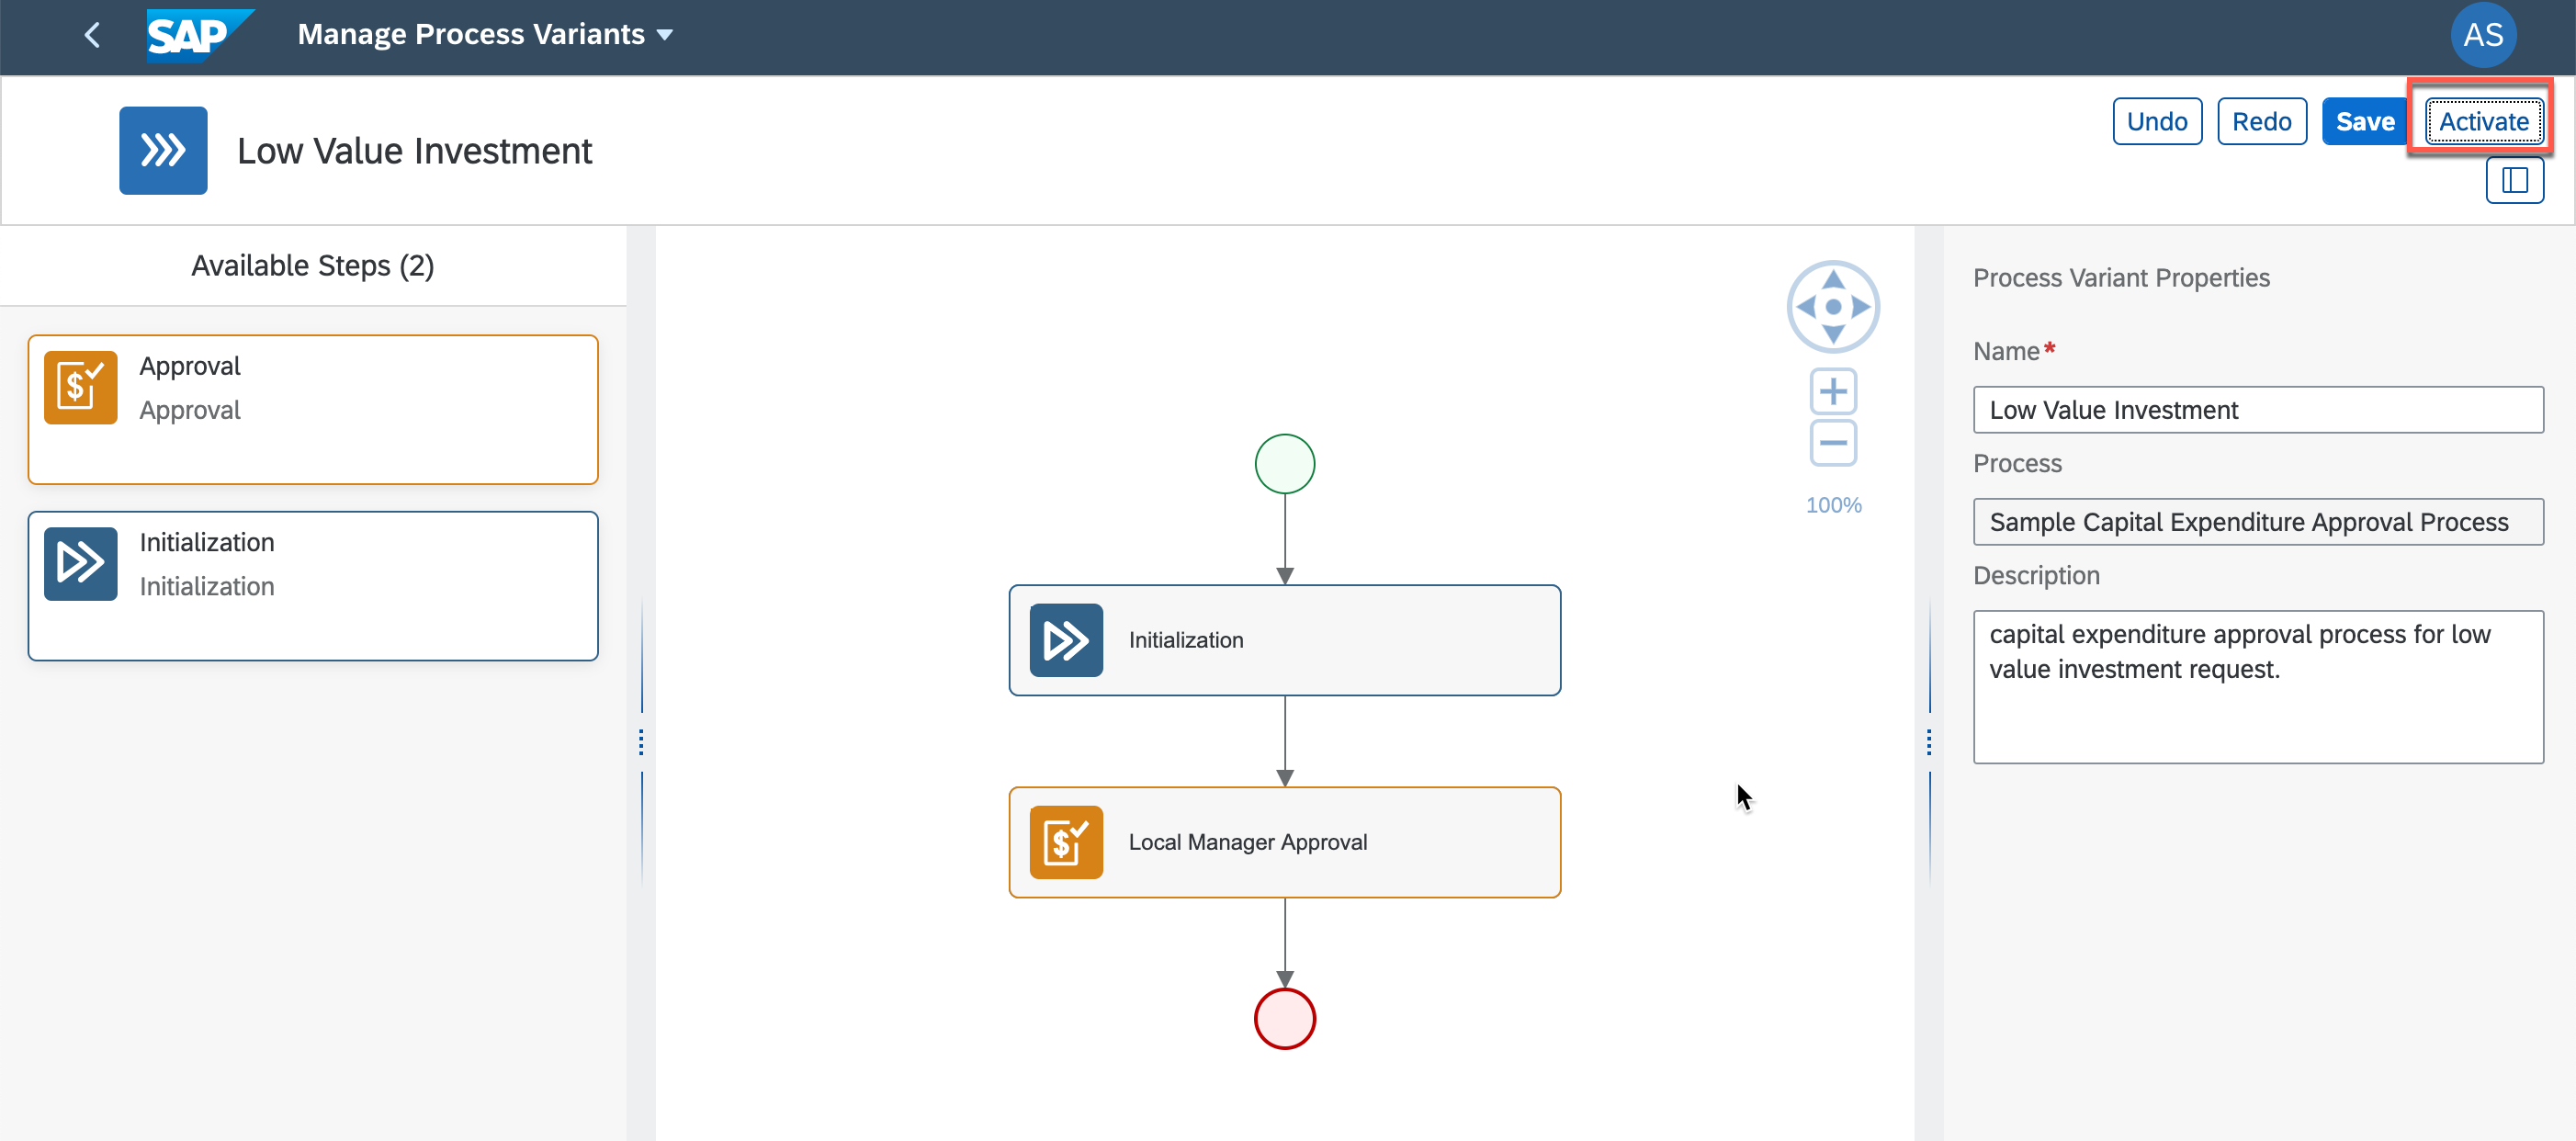 SAP
Manage Process Variants
AS
Low Value Investment
Undo
Redo
Save
Activate
Available Steps (2)
Approval
Approval
Initialization
Initialization
100%
Initialization
Local Manager Approval
Process Variant Properties
Name*
Low Value Investment
Process
Sample Capital Expenditure Approval Process
Description
capital expenditure approval process for low
value investment request.